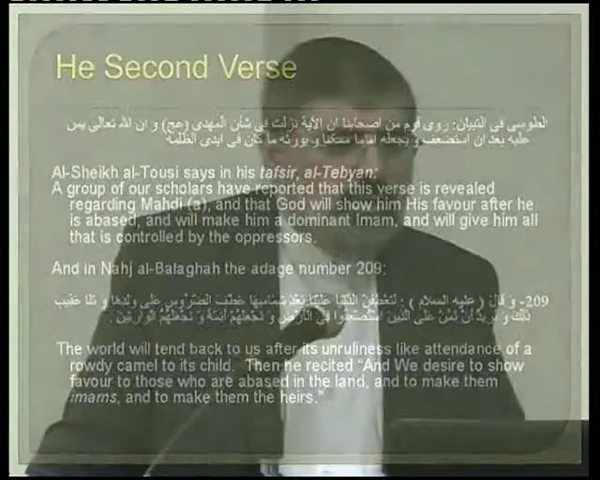 He Second Verse
الطوسي في التبيان: روى قوم من اصحابنا ان الآية نزلت في شأن المهدي (عج) و ان الله تعالى يمن
عليه بعد ان استضعف و يجعله اماما ممكنا و يورثه ما كان في ايدي الظلمة.
Al-Sheikh al-Tousi says in his tafsir, al-Tebyan:
A group of our scholars have reported that this verse is revealed
regarding Mahdi (a), and that God will show him His favour after he
is abased, and will make him a dominant Imam, and will give him all
that is controlled by the oppressors.
And in Nahj al-Balaghah the adage number 209:
209- و قال ( عليه السلام ) : لتعطفن الدنيا علينا بعد شماسها عطف الضروس على ولدها و تلا عقيب
ذلك و نريد أن نمن على الذين استضعفوا في الأرض و نجعلهم أئمة و نجعلهم الوارثين.
The world will tend back to us after its unruliness like attendance of a
rowdy camel to its child. Then he recited "And We desire to show
favour to those who are abased in the land, and to make them
imams, and to make them the heirs."